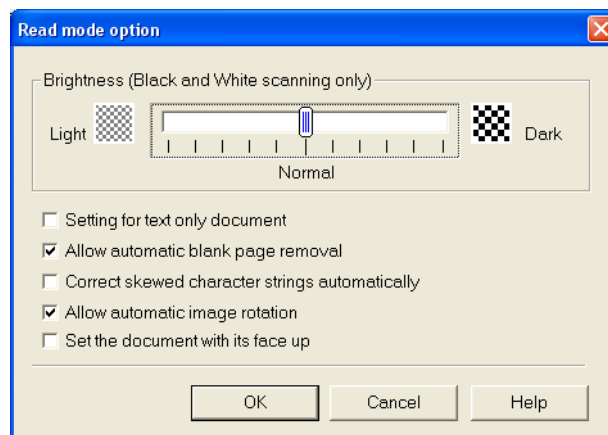 Read mode option
Brightness (Black and White scanning only)
Light
Dark
Normal
Setting for text only document
Allow automatic blank page removal
Correct skewed character strings automatically
Allow automatic image rotation
Set the document with its face up
OK
Cancel
Help